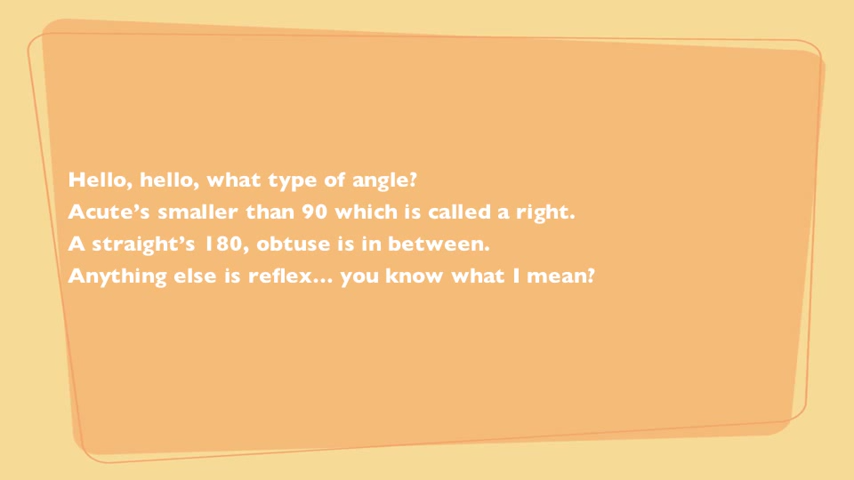 Hello, hello, what type of angle?
Acute’s smaller than 90 which is called a right.
A straight’s 180, obtuse is in between.
Anything else is reflex... you know what I mean?